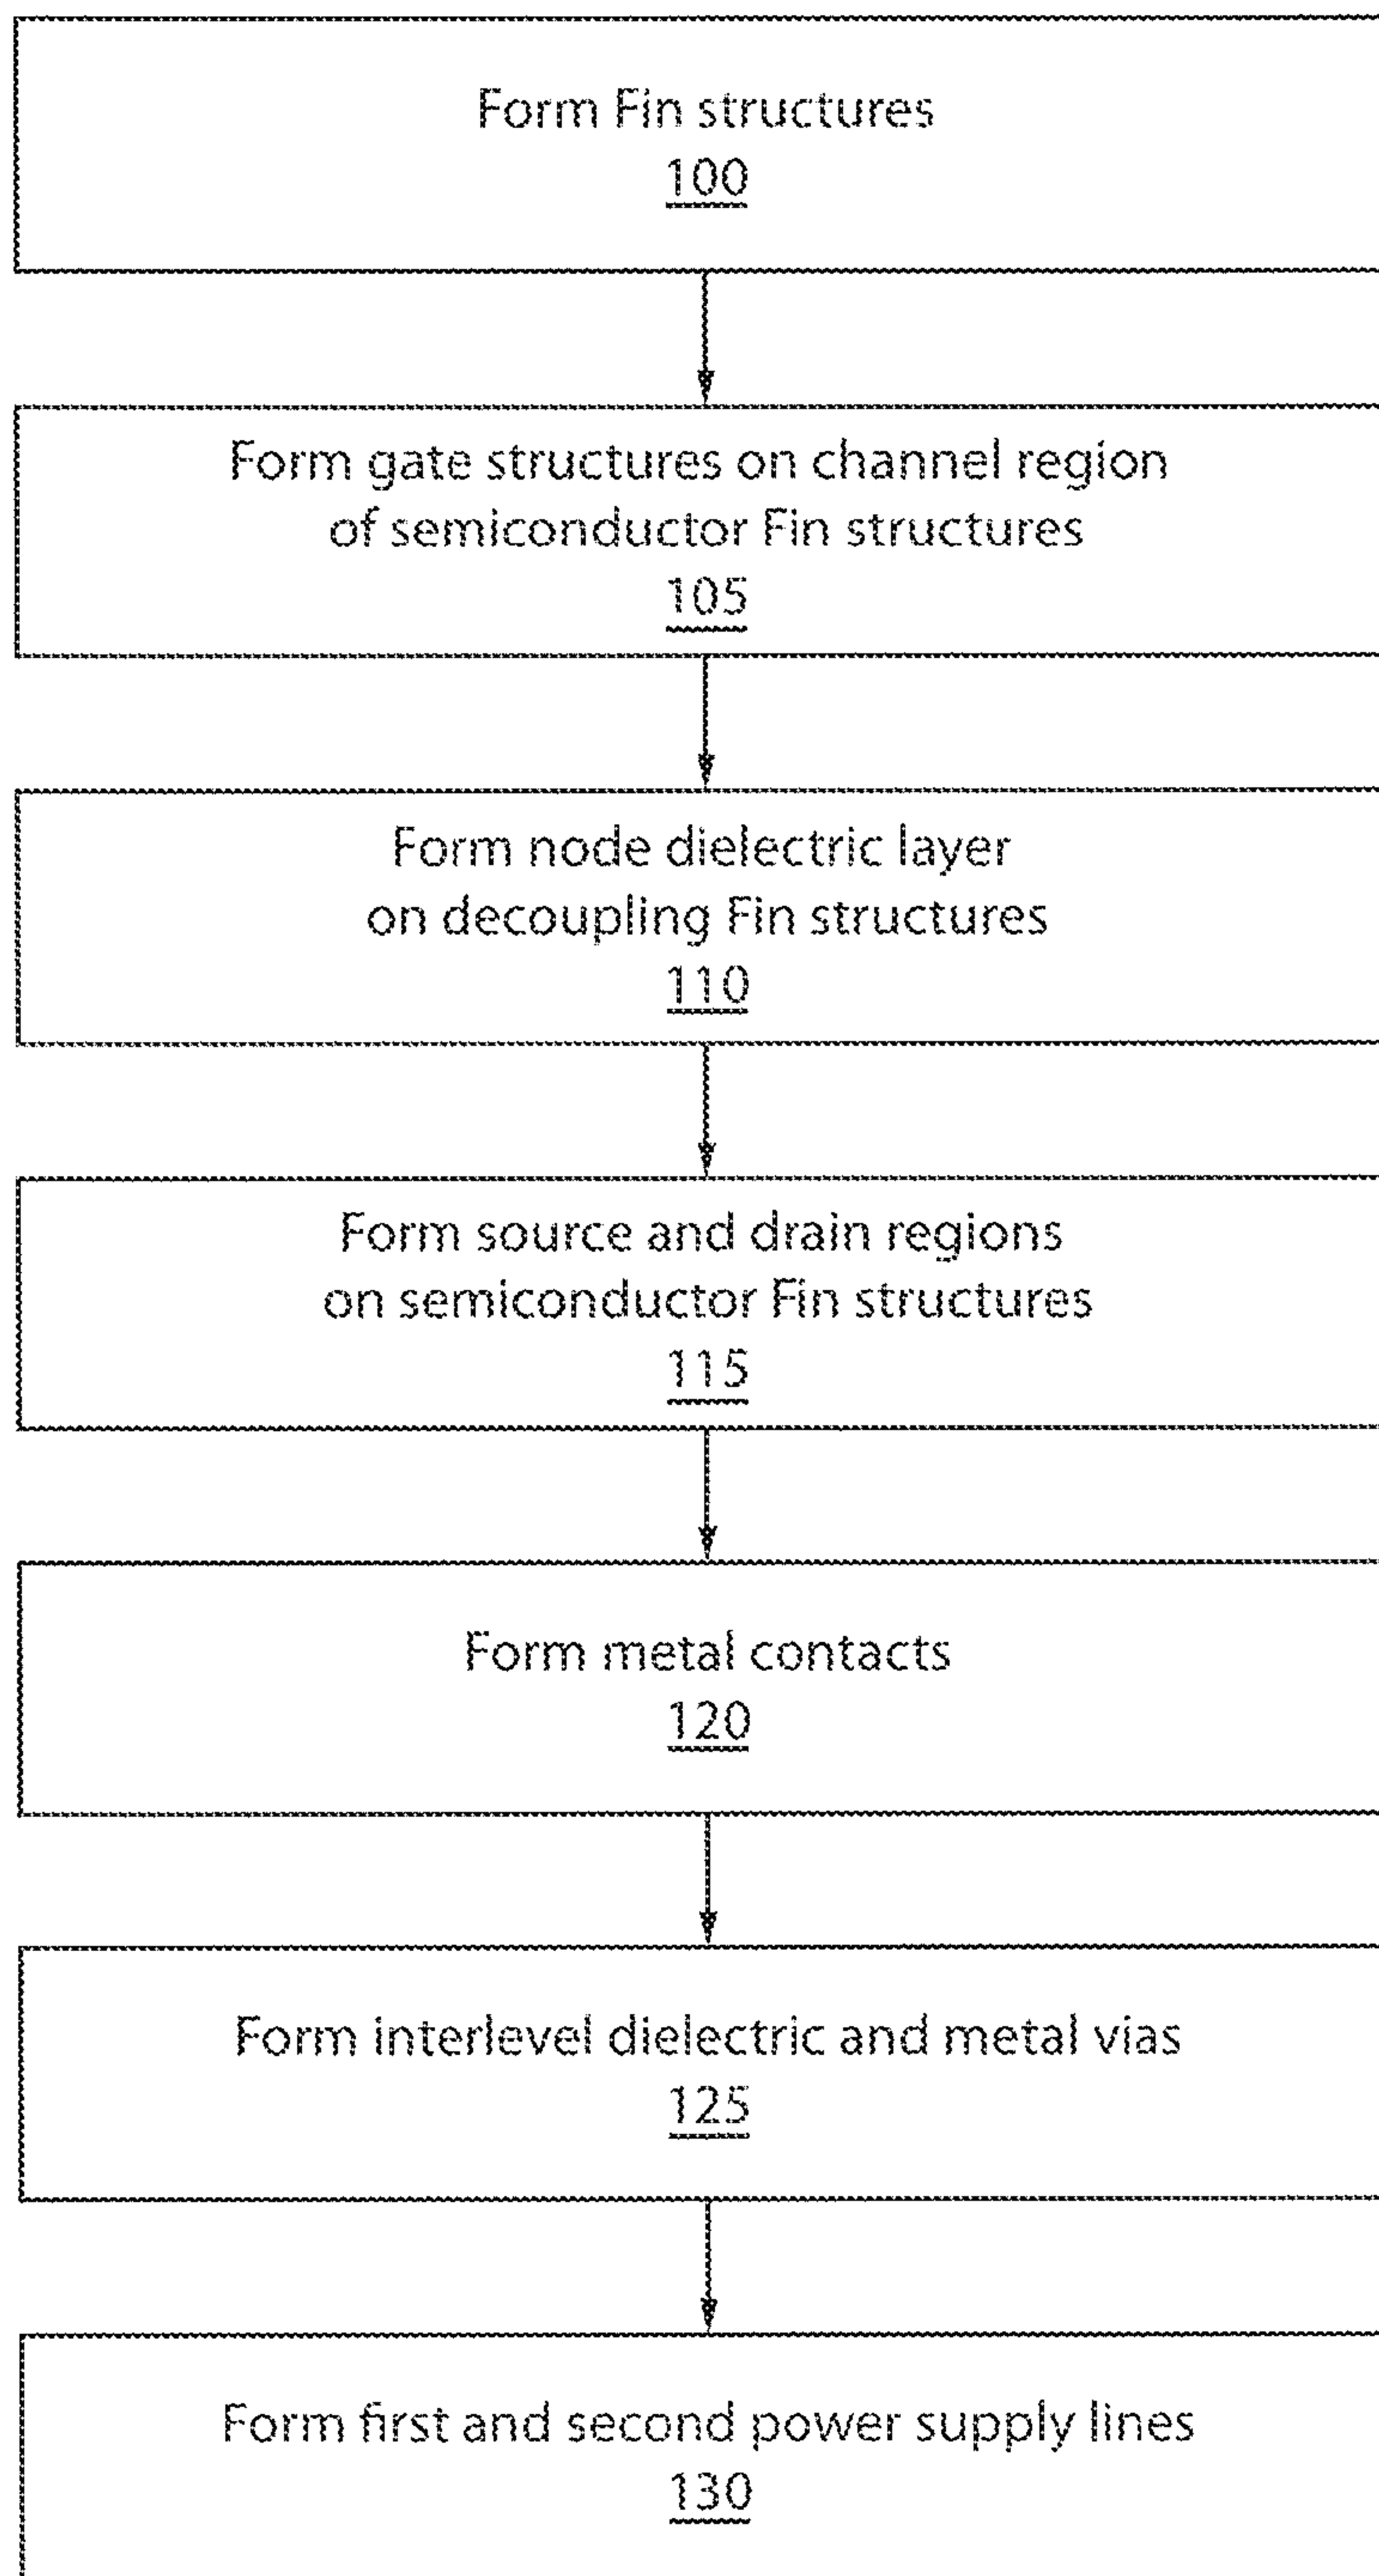 Form Fin structures
100
Form gate structures on channel region
of semiconductor Fin structures
105
Form node dielectric layer
on decoupling Fin structures
110
Form source and drain regions
on semiconductor Fin structures
115
Form metal contacts
120
Form interlevel dielectric and metal vias
125
Form first and second power supply lines
130